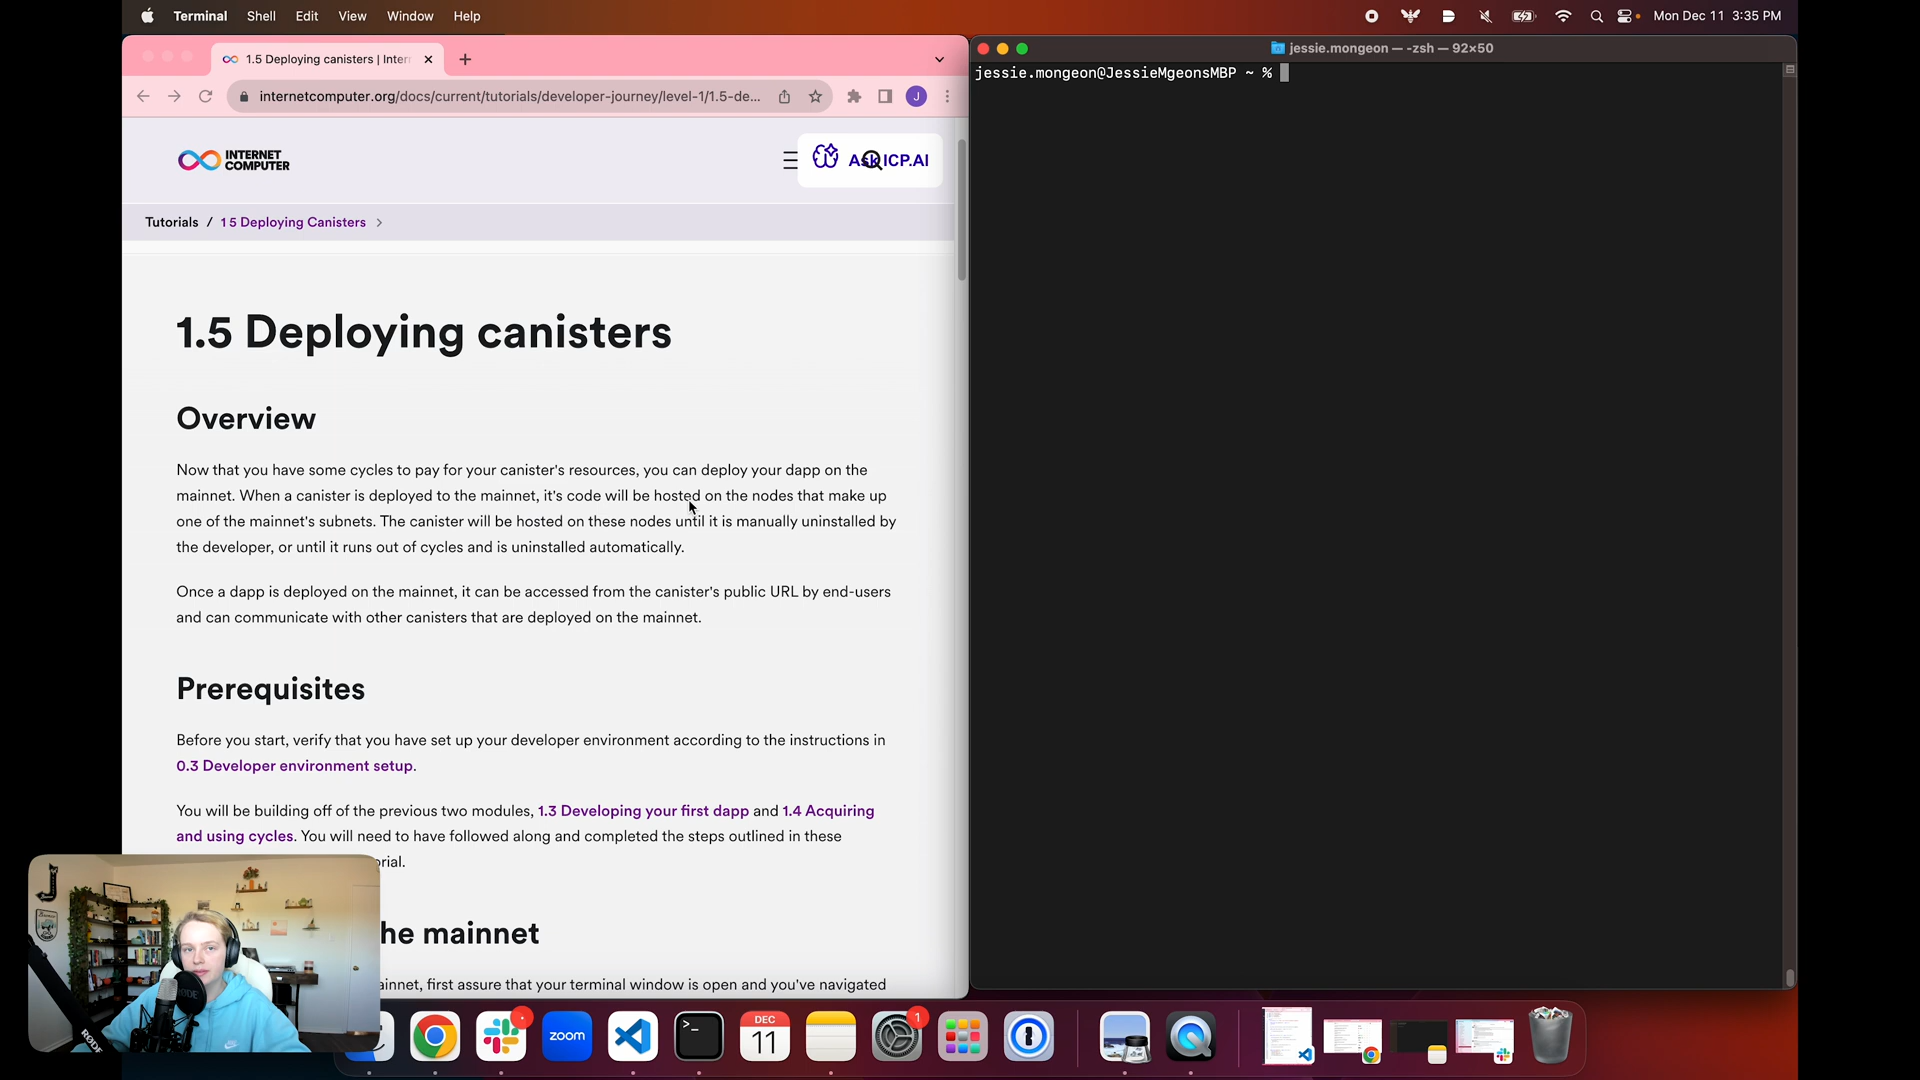 Terminal Shell Edit View Window Help
Mon Dec 11 3:35 PM
1.5 Deploying canisters | Inter
internetcomputer.org/docs/current/tutorials/developer-journey/level-1/1.5-de...
J
jessie.mongeon — -zsh — 92×50
jessie.mongeon@JessieMgeonsMBP ~ %
INTERNET
COMPUTER
Ask ICP.AI
Tutorials / 1 5 Deploying Canisters >
1.5 Deploying canisters
Overview
Now that you have some cycles to pay for your canister's resources, you can deploy your dapp on the
mainnet. When a canister is deployed to the mainnet, it's code will be hosted on the nodes that make up
one of the mainnet's subnets. The canister will be hosted on these nodes until it is manually uninstalled by
the developer, or until it runs out of cycles and is uninstalled automatically.
Once a dapp is deployed on the mainnet, it can be accessed from the canister's public URL by end-users
and can communicate with other canisters that are deployed on the mainnet.
Prerequisites
Before you start, verify that you have set up your developer environment according to the instructions in
0.3 Developer environment setup.
You will be building off of the previous two modules, 1.3 Developing your first dapp and 1.4 Acquiring
and using cycles. You will need to have followed along and completed the steps outlined in these
orial.
he mainnet
ainnet, first assure that your terminal window is open and you've navigated
J
RØDE
RØDE
zoom
>_
DEC
11
1